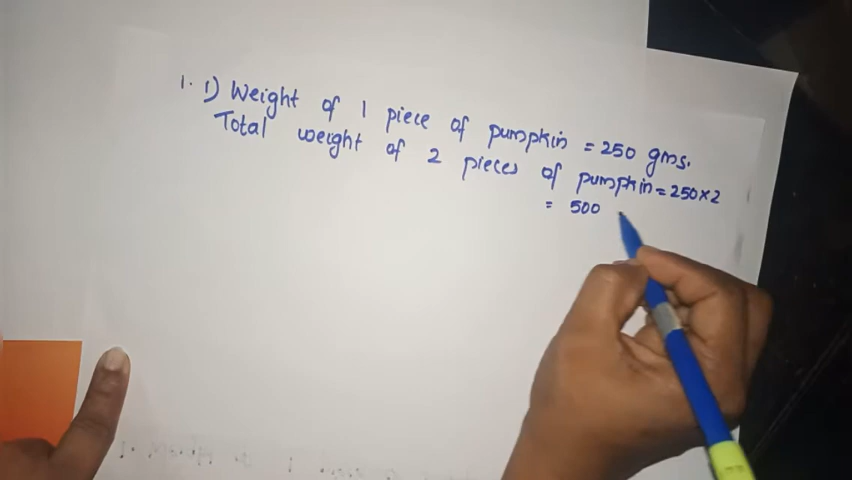 1. 1) Weight of 1 piece of pumpkin = 250 gms.
Total weight of 2 pieces of pumpkin = 250 x 2
= 500